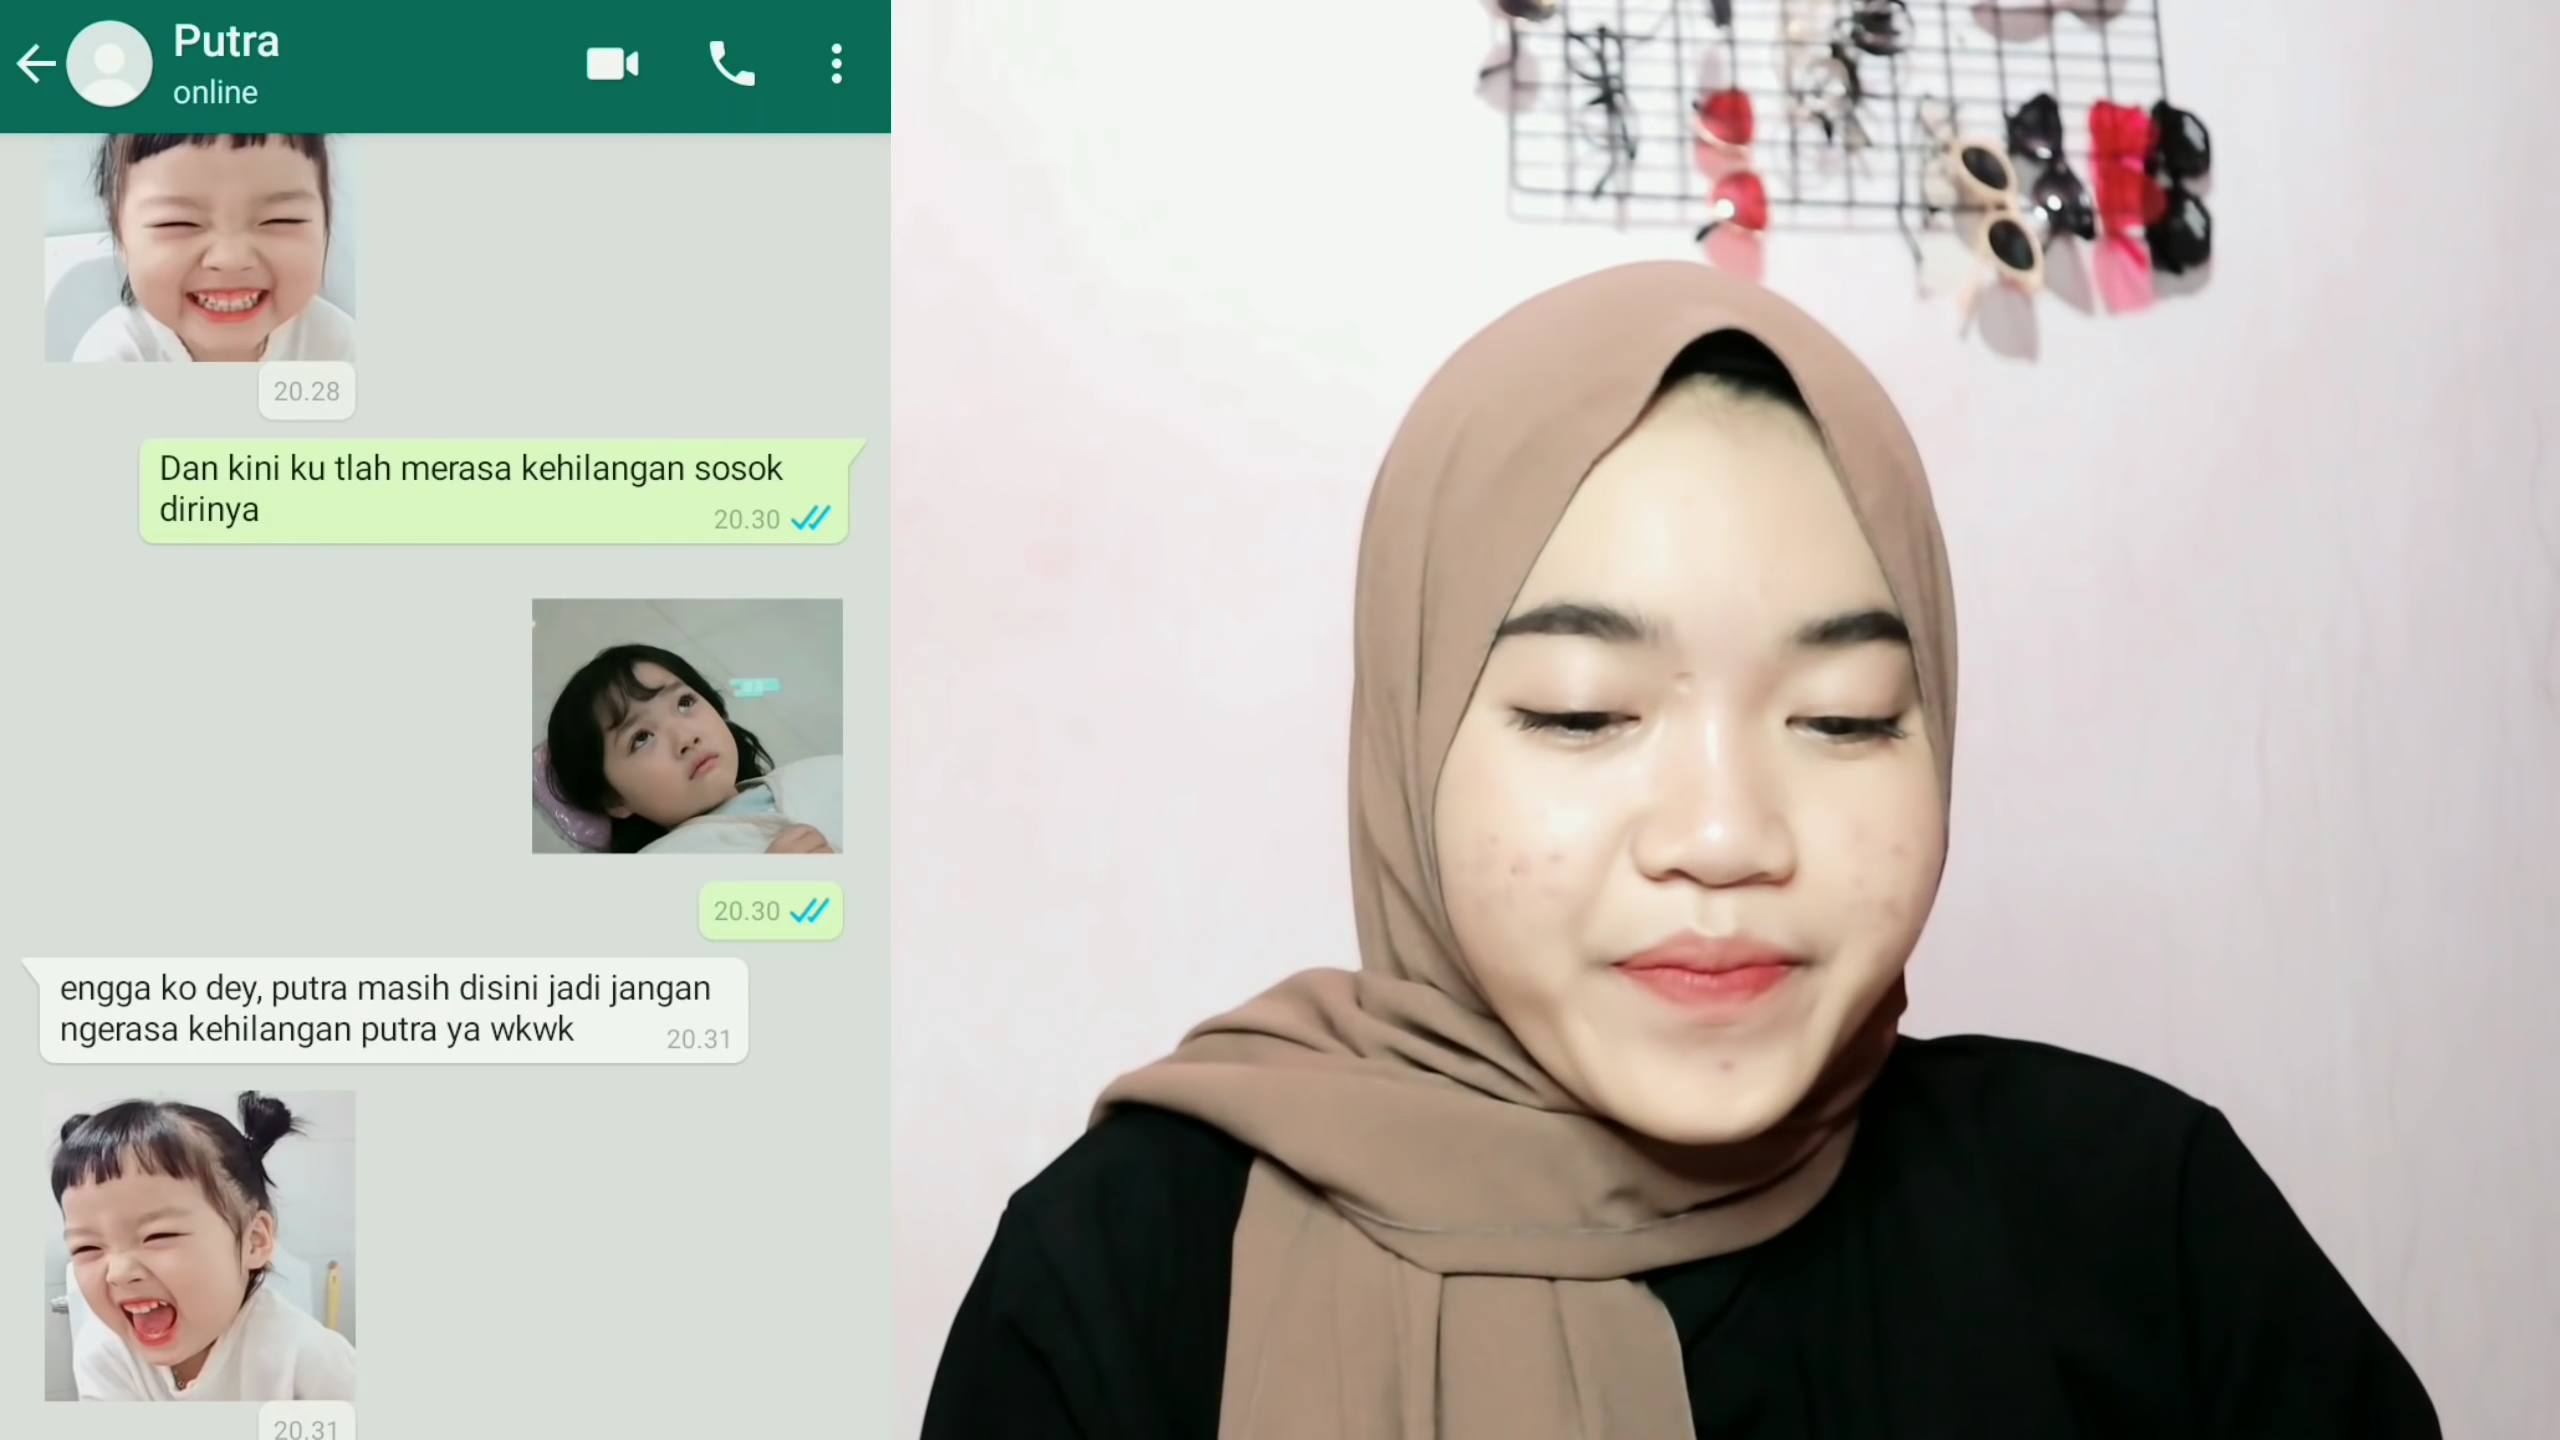 Putra
online
20.28
Dan kini ku tlah merasa kehilangan sosok
dirinya
20.30
20.30
engga ko dey, putra masih disini jadi jangan
ngerasa kehilangan putra ya wkwk
20.31
20.31